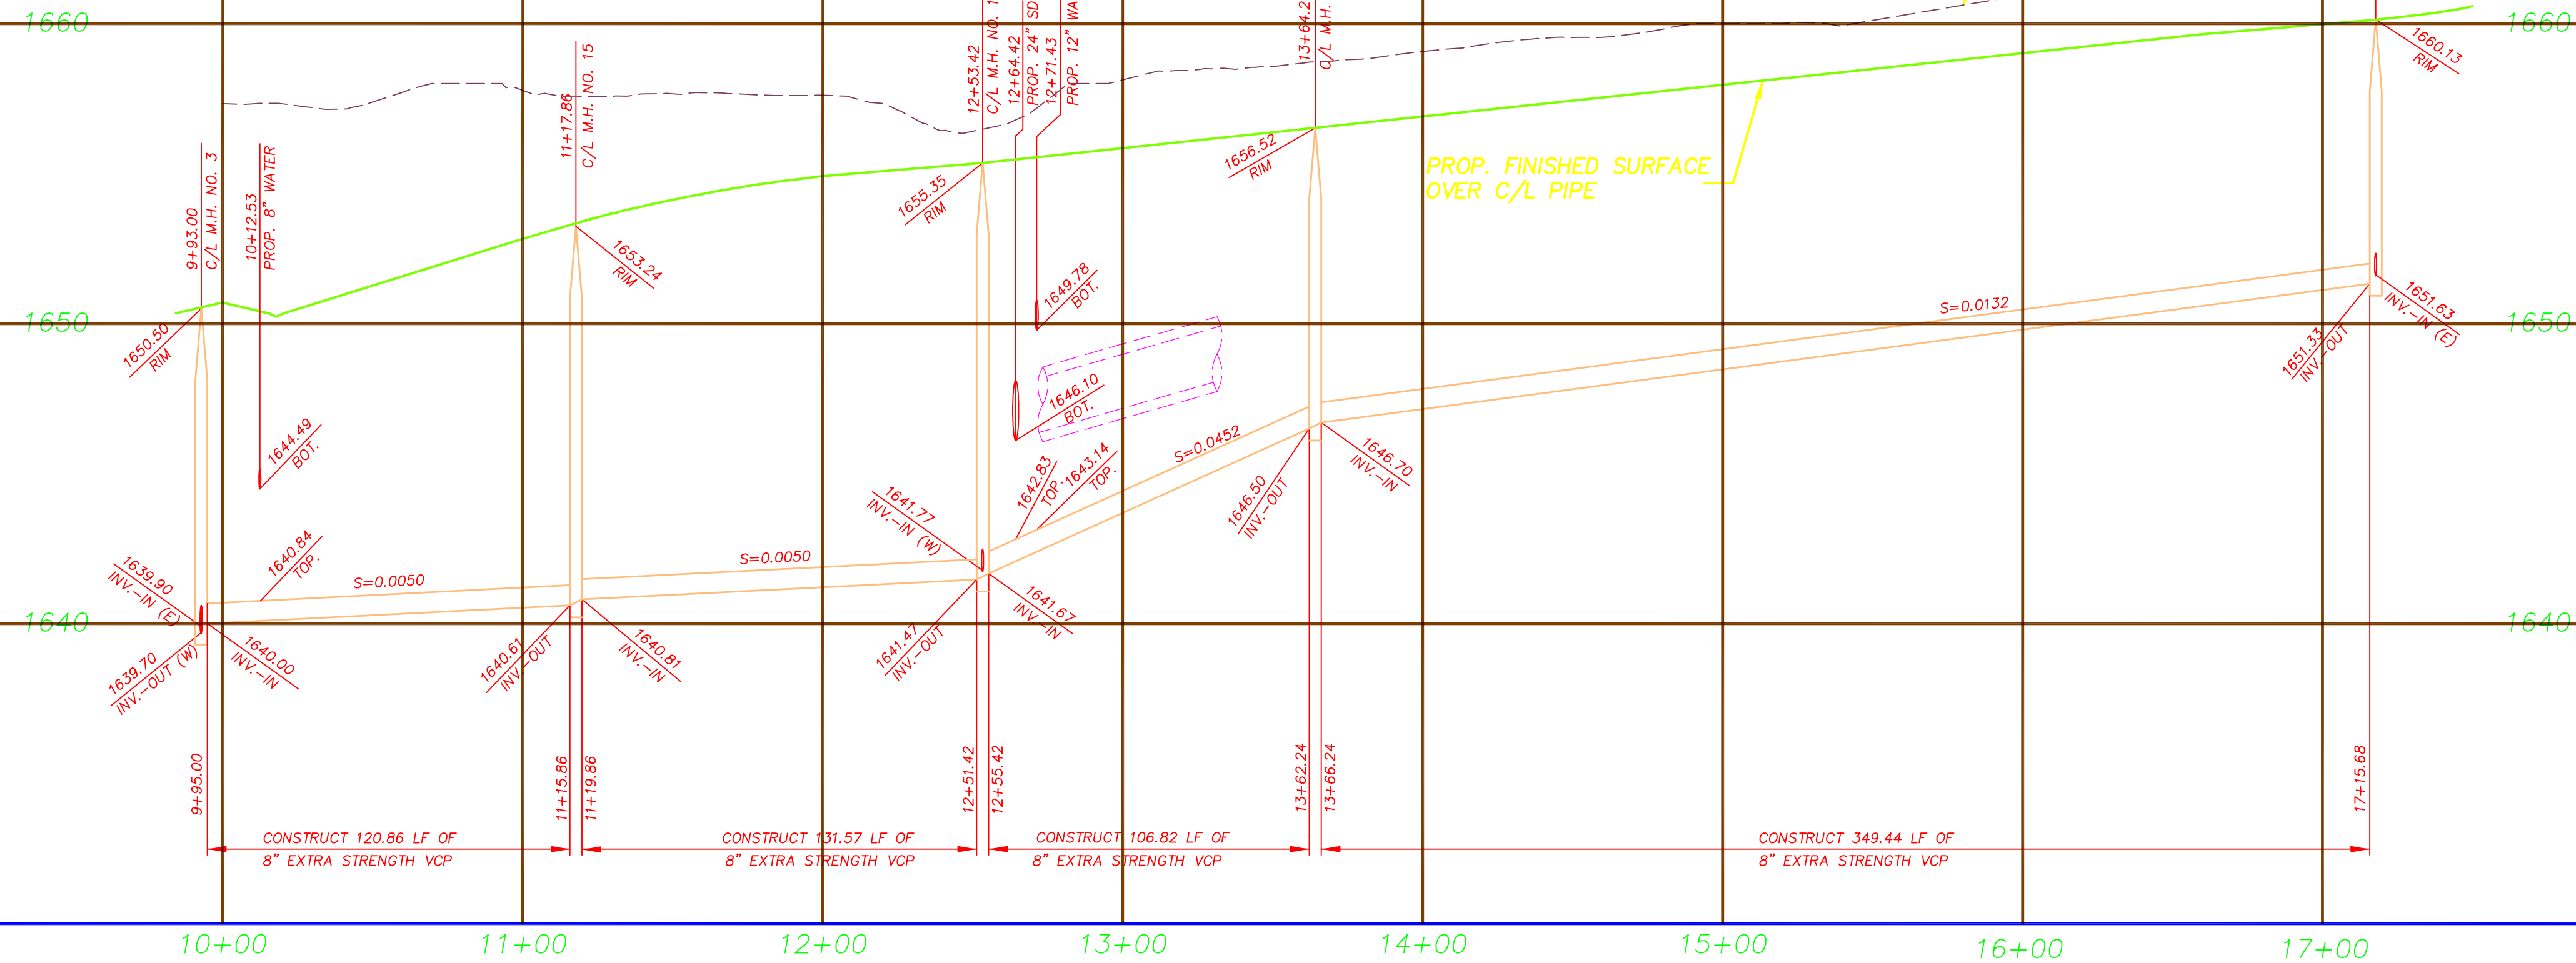 1660
1660
9+93.00
C/L M.H. NO. 3
10+12.53
PROP. 8" WATER
11+17.86
C/L M.H. NO. 15
12+53.42
C/L M.H. NO. 1
12+64.42
PROP. 24" SD
12+71.43
PROP. 12" WA
13+64.2
C/L M.H.
1660.13
RIM
1656.52
RIM
PROP. FINISHED SURFACE
OVER C/L PIPE
1655.35
RIM
1653.24
RIM
1650.50
RIM
1650
1650
1649.78
BOT.
1646.10
BOT.
1644.49
BOT.
S=0.0132
1651.63
INV.-IN (E)
1651.33
INV.-OUT
S=0.0452
1642.83
TOP.
1643.14
TOP.
1646.50
INV.-OUT
1646.70
INV.-IN
1641.77
INV.-IN (W)
1640.84
TOP.
S=0.0050
S=0.0050
1639.90
INV.-IN (E)
1640
1640
1639.70
INV.-OUT (W)
1640.00
INV.-IN
1640.61
INV.-OUT
1640.81
INV.-IN
1641.47
INV.-OUT
1641.67
INV.-IN
9+95.00
11+15.86
11+19.86
12+51.42
12+55.42
13+62.24
13+66.24
17+15.68
CONSTRUCT 120.86 LF OF
8" EXTRA STRENGTH VCP
CONSTRUCT 131.57 LF OF
8" EXTRA STRENGTH VCP
CONSTRUCT 106.82 LF OF
8" EXTRA STRENGTH VCP
CONSTRUCT 349.44 LF OF
8" EXTRA STRENGTH VCP
10+00
11+00
12+00
13+00
14+00
15+00
16+00
17+00